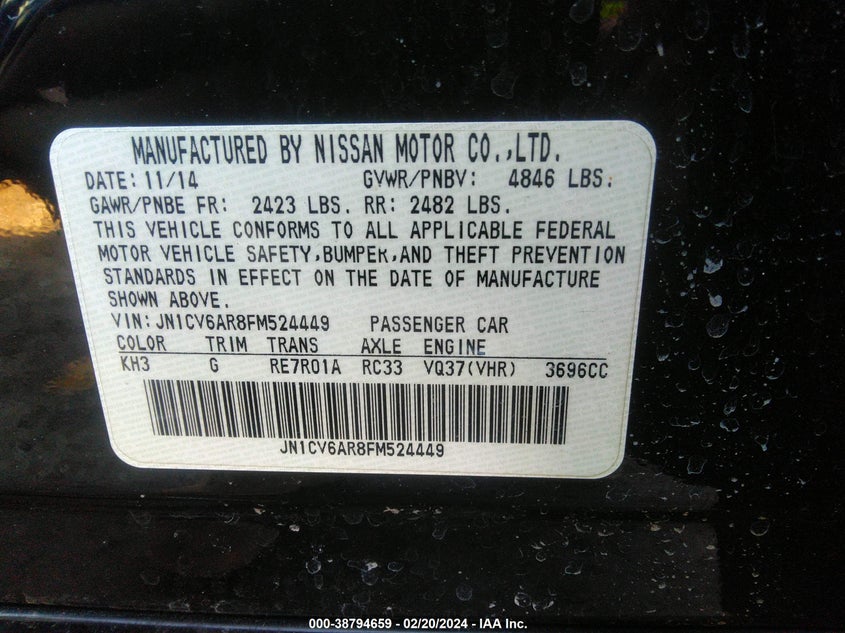 MANUFACTURED BY NISSAN MOTOR CO.,LTD.
DATE: 11/14 GVWR/PNBV: 4846 LBS.
GAWR/PNBE FR: 2423 LBS. RR: 2482 LBS.
THIS VEHICLE CONFORMS TO ALL APPLICABLE FEDERAL
MOTOR VEHICLE SAFETY,BUMPER,AND THEFT PREVENTION
STANDARDS IN EFFECT ON THE DATE OF MANUFACTURE
SHOWN ABOVE.
VIN: JN1CV6AR8FM524449 PASSENGER CAR
COLOR TRIM TRANS AXLE ENGINE
KH3 G RE7R01A RC33 VQ37(VHR) 3696CC
JN1CV6AR8FM524449
000-38794659 - 02/20/2024 - IAA Inc.